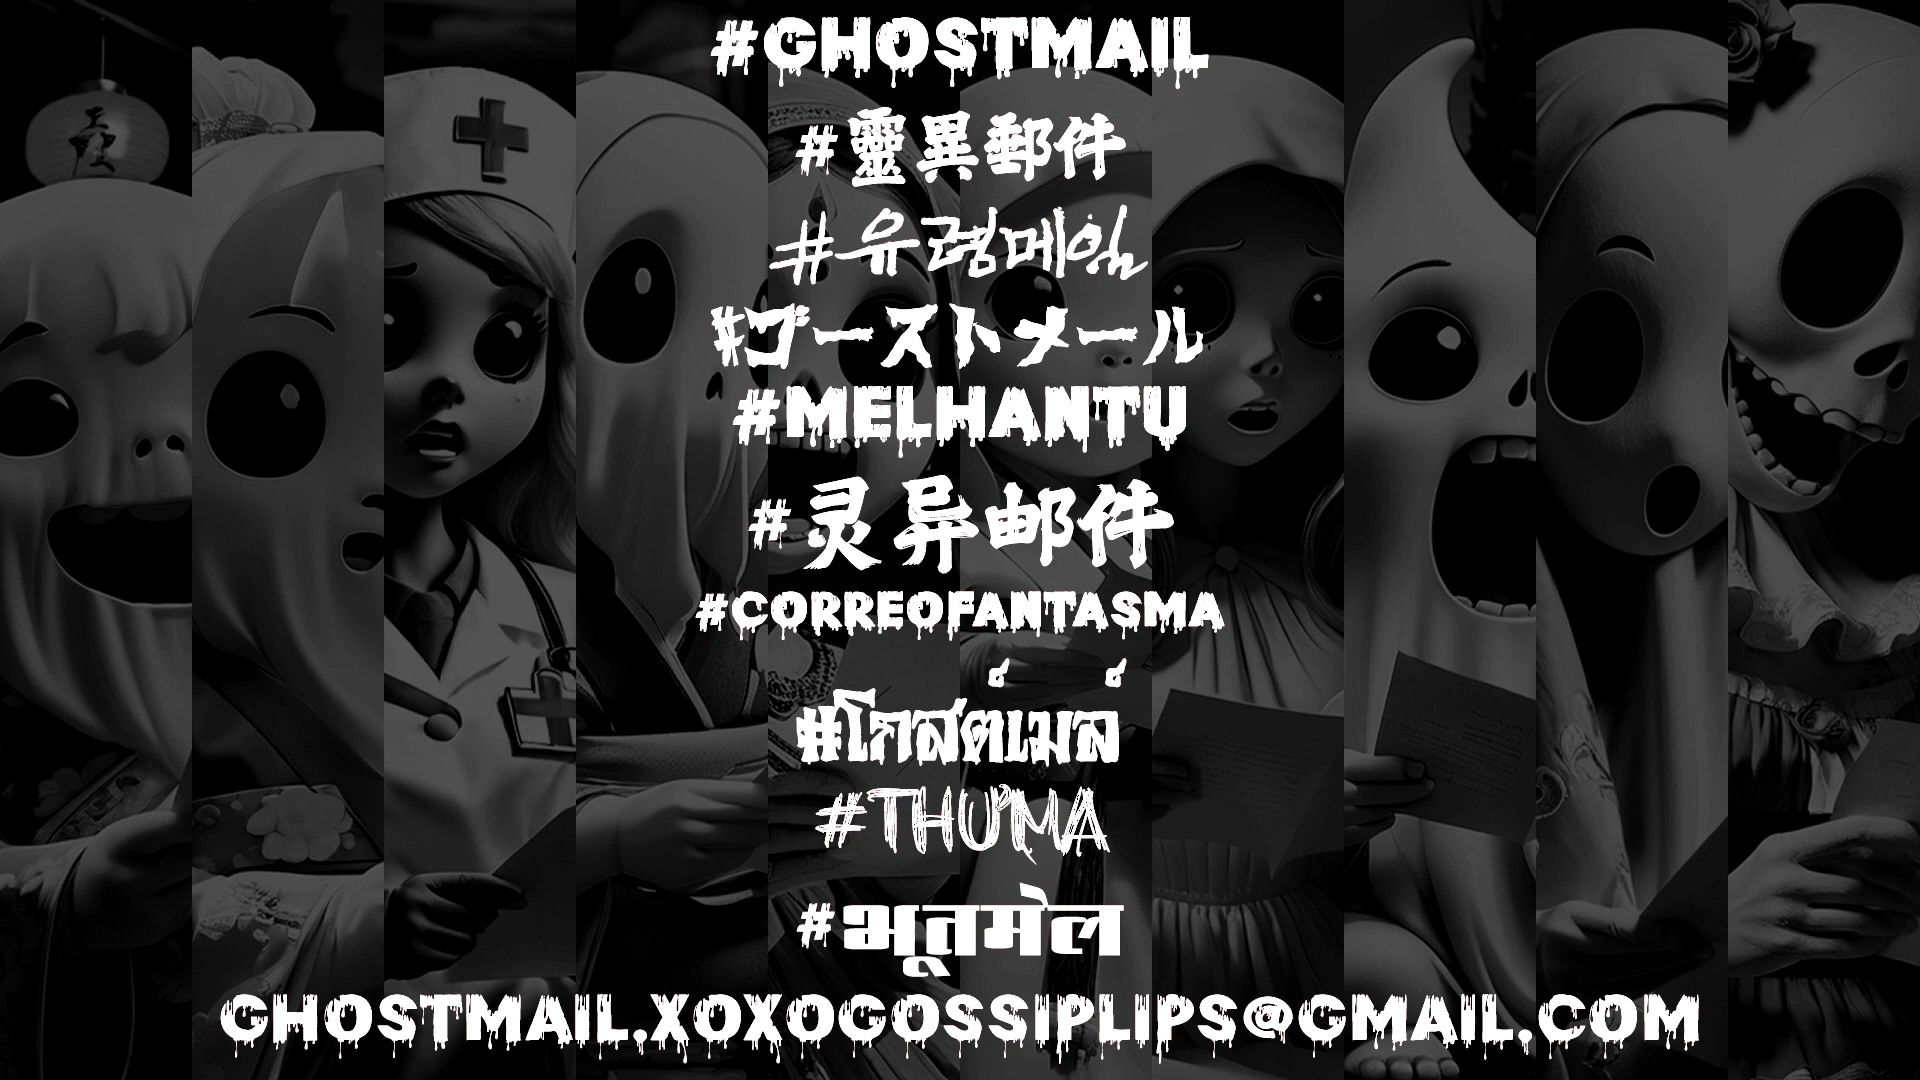 #GHOSTMAIL
#靈異郵件
#유령메일
#ゴーストメール
#MELHANTU
#灵异邮件
#CORREOFANTASMA
#โกสต์เมล์
#THƯMA
#भूतमेल
GHOSTMAIL.XOXOGOSSIPLIPS@GMAIL.COM